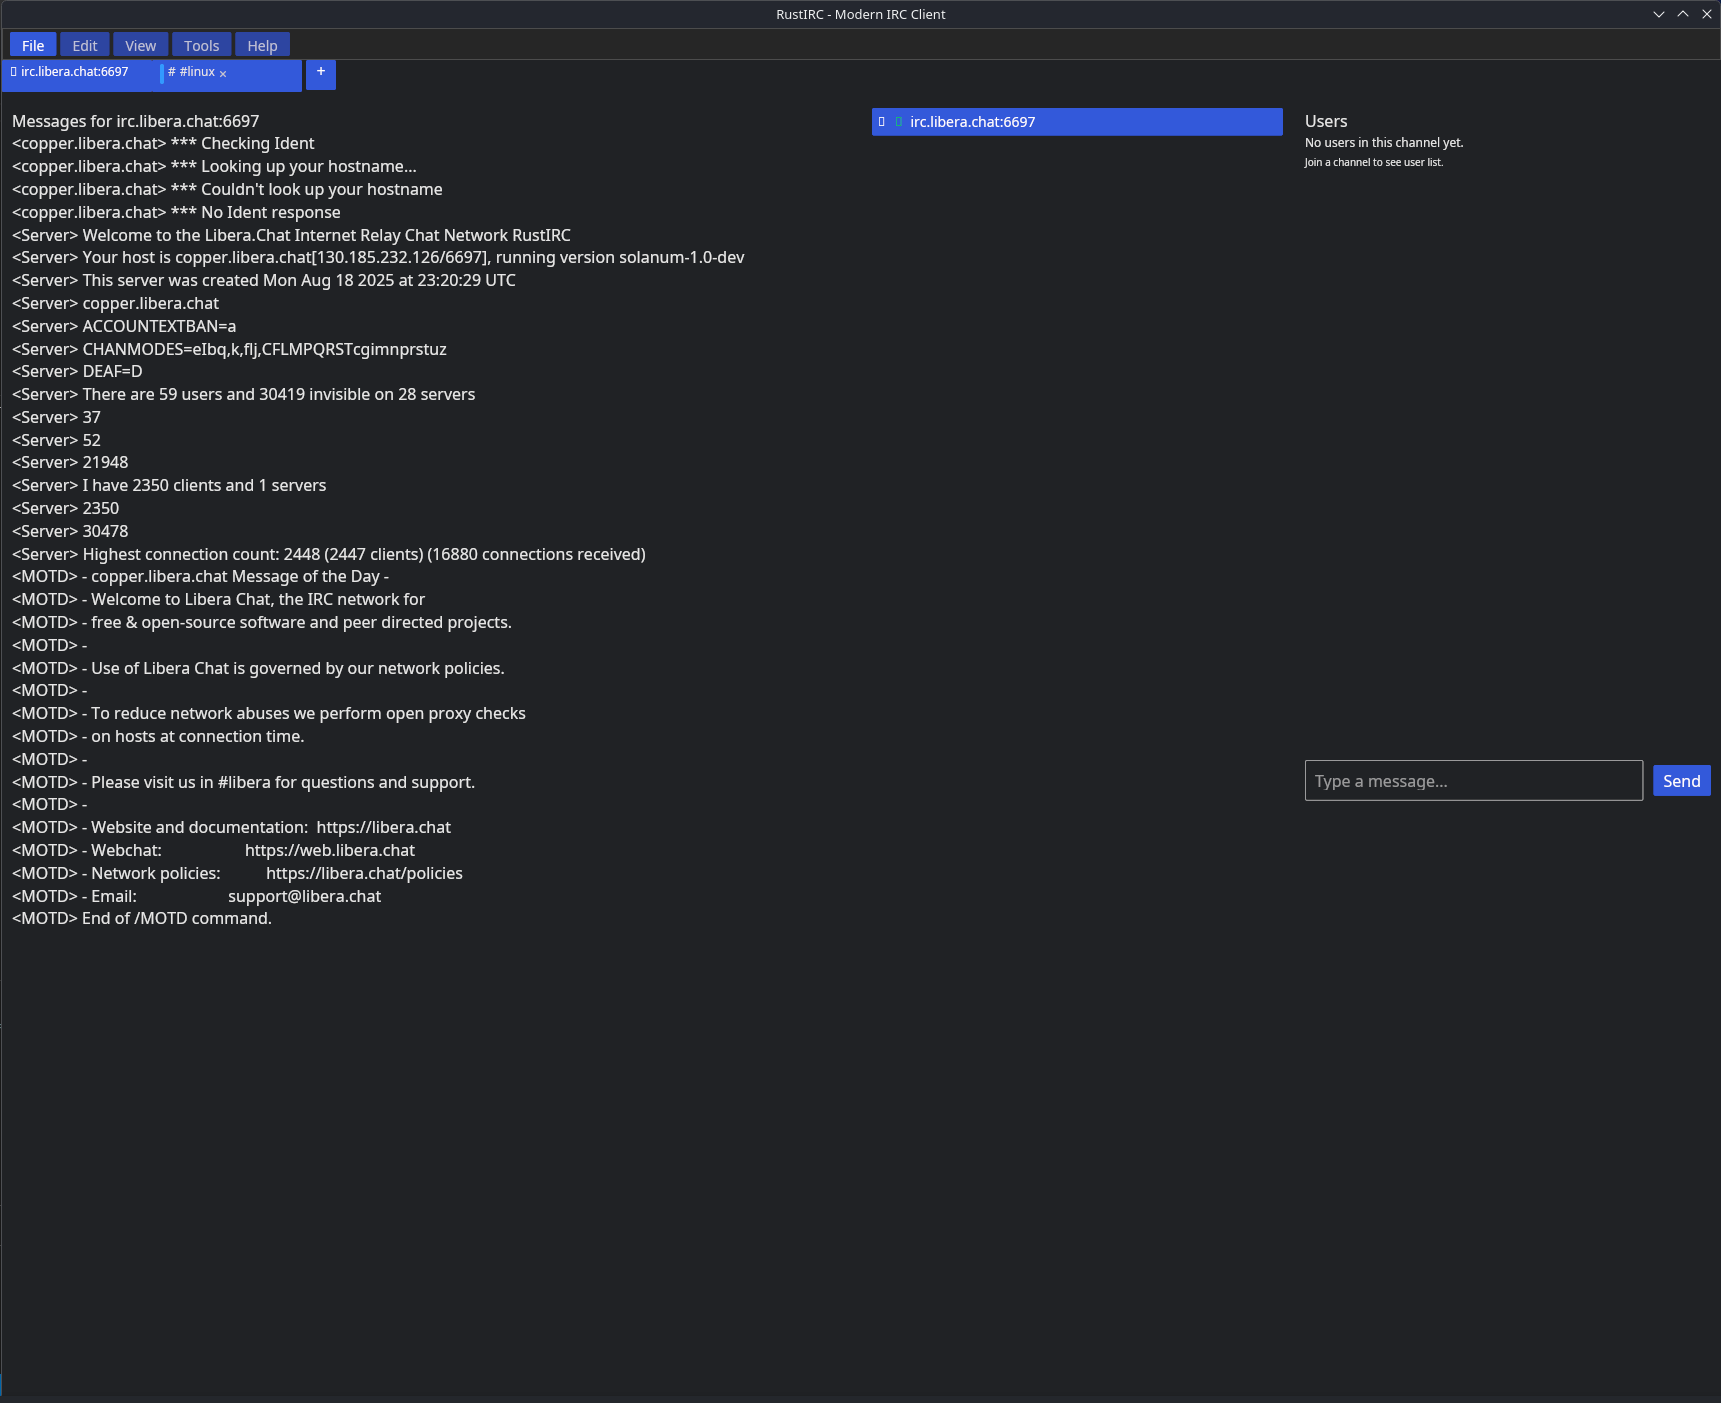 RustIRC - Modern IRC Client
File Edit View Tools Help
irc.libera.chat:6697 # #linux × +
Messages for irc.libera.chat:6697
<copper.libera.chat> *** Checking Ident
<copper.libera.chat> *** Looking up your hostname...
<copper.libera.chat> *** Couldn't look up your hostname
<copper.libera.chat> *** No Ident response
<Server> Welcome to the Libera.Chat Internet Relay Chat Network RustIRC
<Server> Your host is copper.libera.chat[130.185.232.126/6697], running version solanum-1.0-dev
<Server> This server was created Mon Aug 18 2025 at 23:20:29 UTC
<Server> copper.libera.chat
<Server> ACCOUNTEXTBAN=a
<Server> CHANMODES=eIbq,k,flj,CFLMPQRSTcgimnprstuz
<Server> DEAF=D
<Server> There are 59 users and 30419 invisible on 28 servers
<Server> 37
<Server> 52
<Server> 21948
<Server> I have 2350 clients and 1 servers
<Server> 2350
<Server> 30478
<Server> Highest connection count: 2448 (2447 clients) (16880 connections received)
<MOTD> - copper.libera.chat Message of the Day -
<MOTD> - Welcome to Libera Chat, the IRC network for
<MOTD> - free & open-source software and peer directed projects.
<MOTD> -
<MOTD> - Use of Libera Chat is governed by our network policies.
<MOTD> -
<MOTD> - To reduce network abuses we perform open proxy checks
<MOTD> - on hosts at connection time.
<MOTD> -
<MOTD> - Please visit us in #libera for questions and support.
<MOTD> -
<MOTD> - Website and documentation:  https://libera.chat
<MOTD> - Webchat:                    https://web.libera.chat
<MOTD> - Network policies:           https://libera.chat/policies
<MOTD> - Email:                      support@libera.chat
<MOTD> End of /MOTD command.
irc.libera.chat:6697
Users
No users in this channel yet.
Join a channel to see user list.
Type a message...
Send